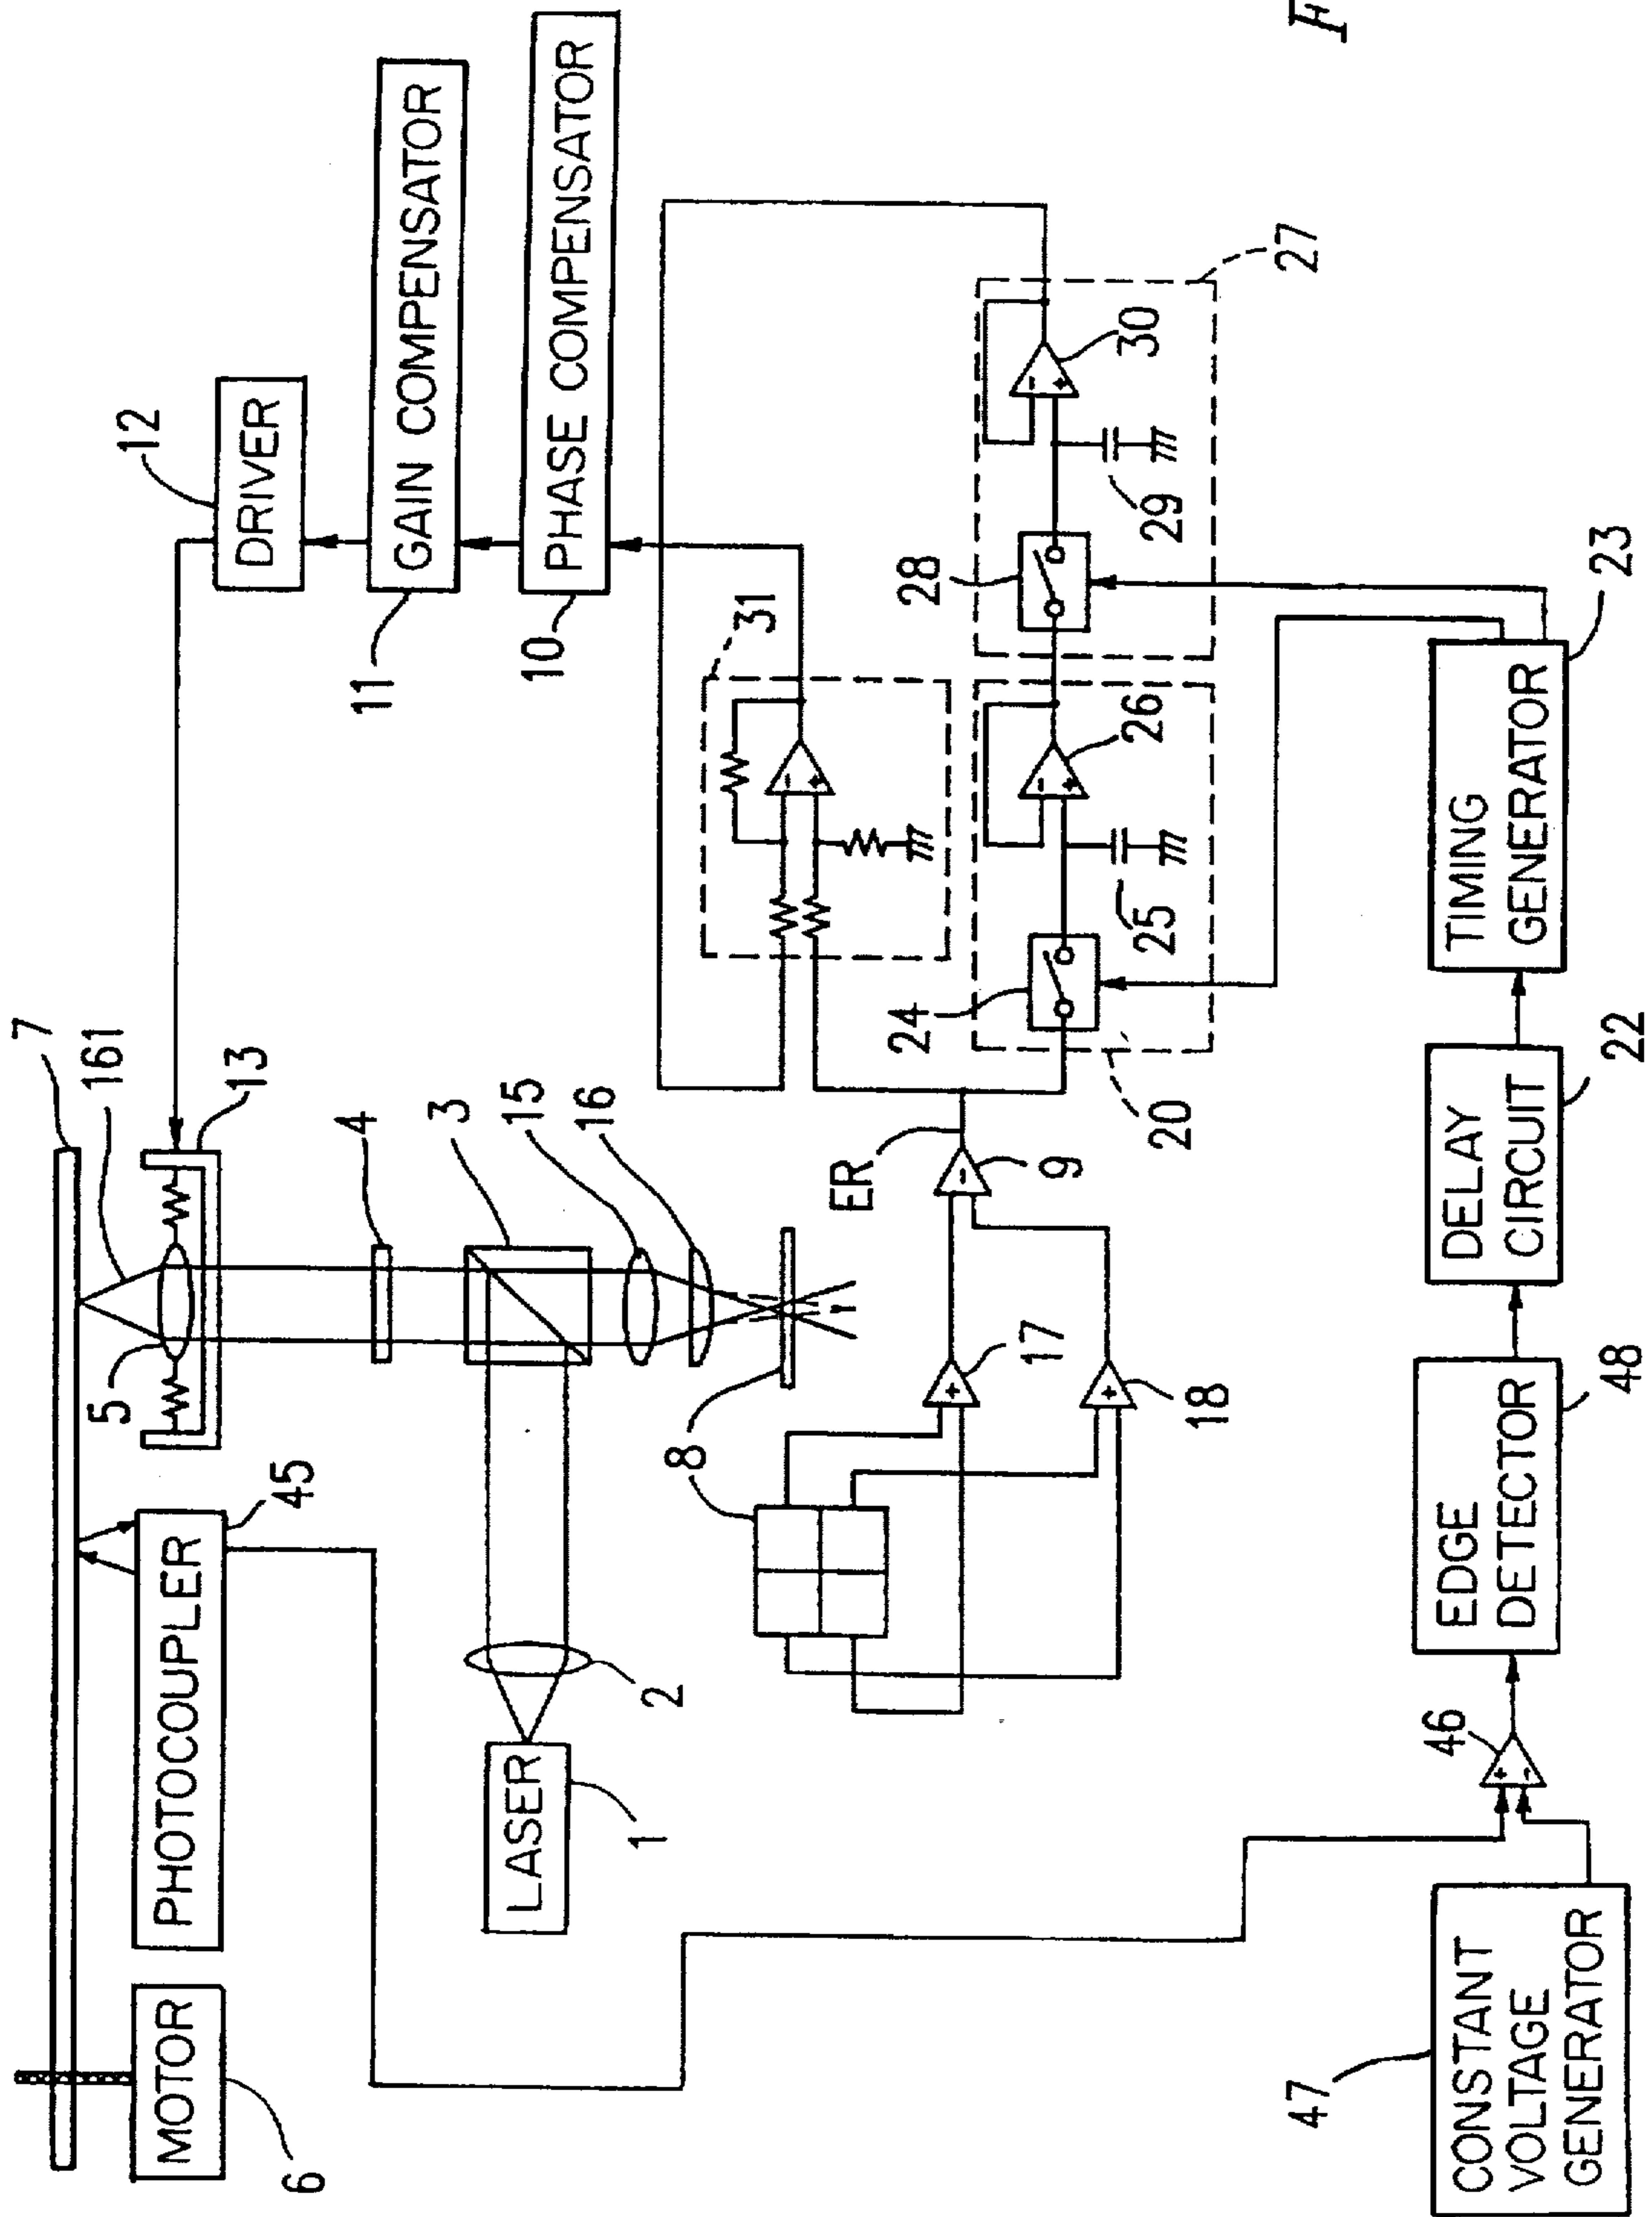 MOTOR
6
PHOTOCOUPLER
45
7
161
5
13
4
3
15
16
8
LASER
1
2
8
17
18
9
ER
12
DRIVER
11
GAIN COMPENSATOR
10
PHASE COMPENSATOR
31
-
+
24
25
-
+
26
20
28
29
-
+
30
27
47
CONSTANT
VOLTAGE
GENERATOR
46
+
-
EDGE
DETECTOR
48
DELAY
CIRCUIT
22
TIMING
GENERATOR
23
+
+
-
F